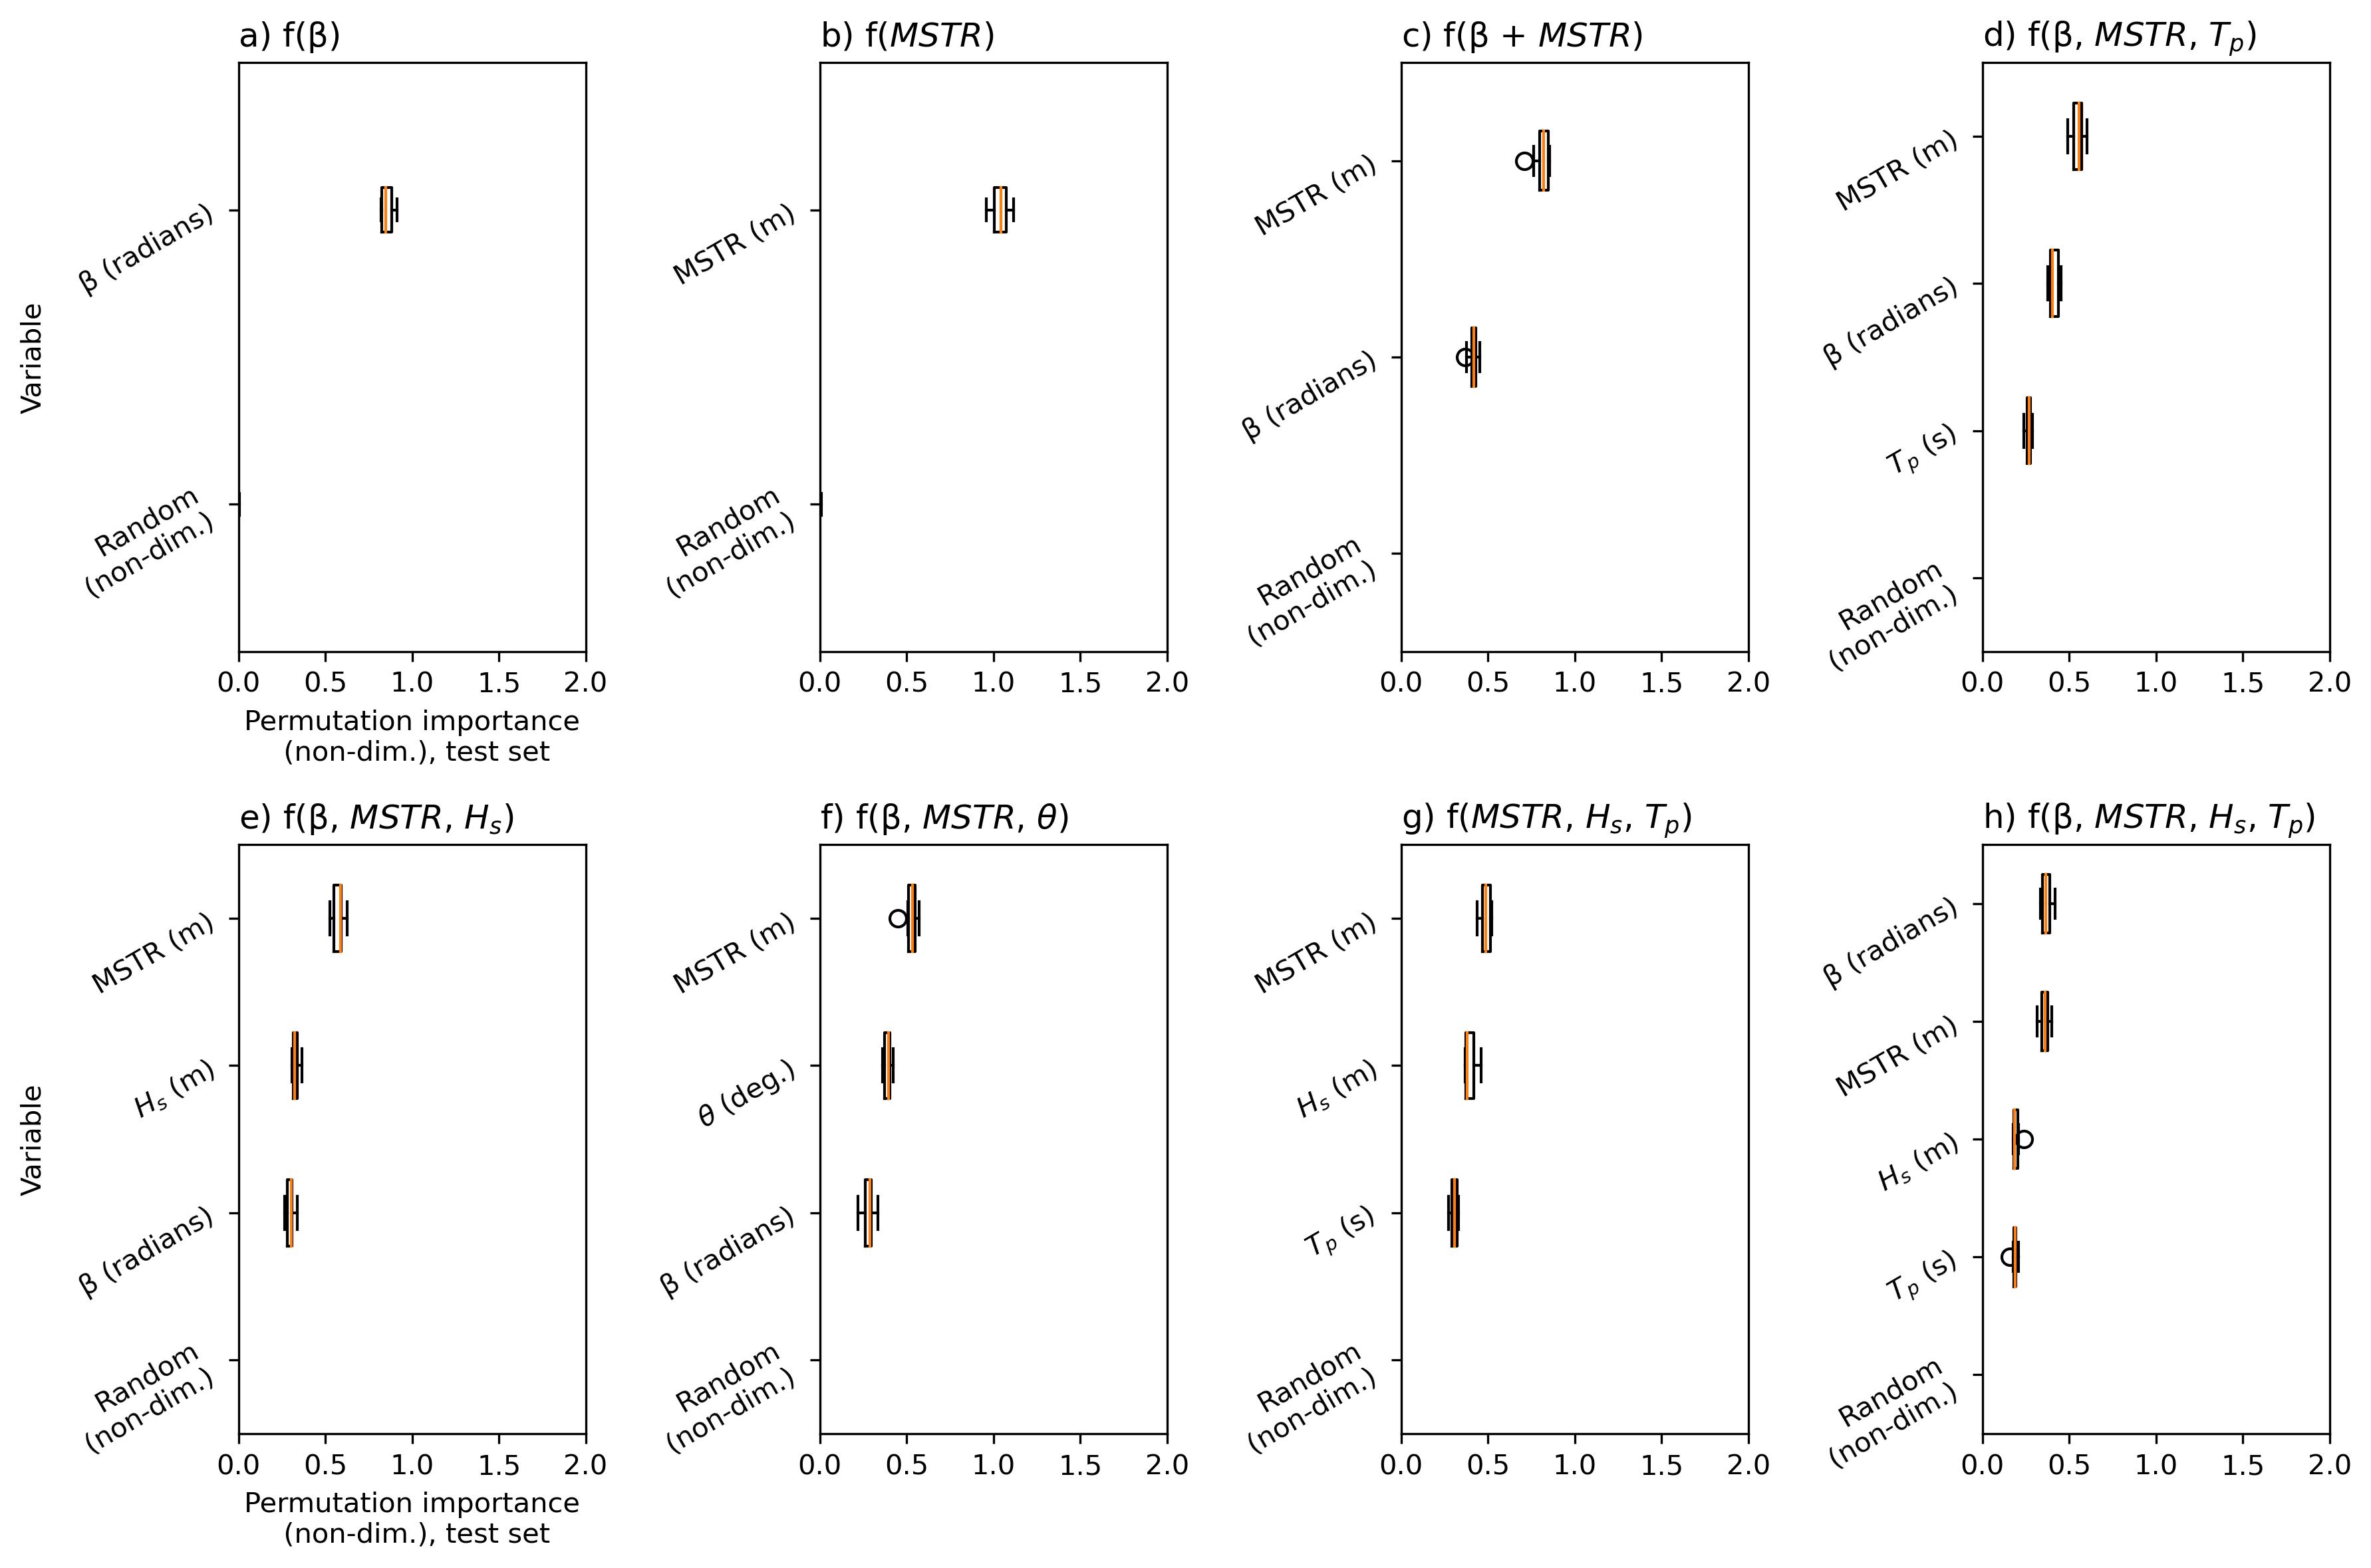 a) f(β)
β (radians)
Random
(non-dim.)
Variable
0.0 0.5 1.0 1.5 2.0
Permutation importance
(non-dim.), test set
b) f(MSTR)
MSTR (m)
Random
(non-dim.)
0.0 0.5 1.0 1.5 2.0
c) f(β + MSTR)
MSTR (m)
β (radians)
Random
(non-dim.)
0.0 0.5 1.0 1.5 2.0
d) f(β, MSTR, Tp)
MSTR (m)
β (radians)
Tp (s)
Random
(non-dim.)
0.0 0.5 1.0 1.5 2.0
e) f(β, MSTR, Hs)
MSTR (m)
Hs (m)
β (radians)
Random
(non-dim.)
Variable
0.0 0.5 1.0 1.5 2.0
Permutation importance
(non-dim.), test set
f) f(β, MSTR, θ)
MSTR (m)
θ (deg.)
β (radians)
Random
(non-dim.)
0.0 0.5 1.0 1.5 2.0
g) f(MSTR, Hs, Tp)
MSTR (m)
Hs (m)
Tp (s)
Random
(non-dim.)
0.0 0.5 1.0 1.5 2.0
h) f(β, MSTR, Hs, Tp)
β (radians)
MSTR (m)
Hs (m)
Tp (s)
Random
(non-dim.)
0.0 0.5 1.0 1.5 2.0